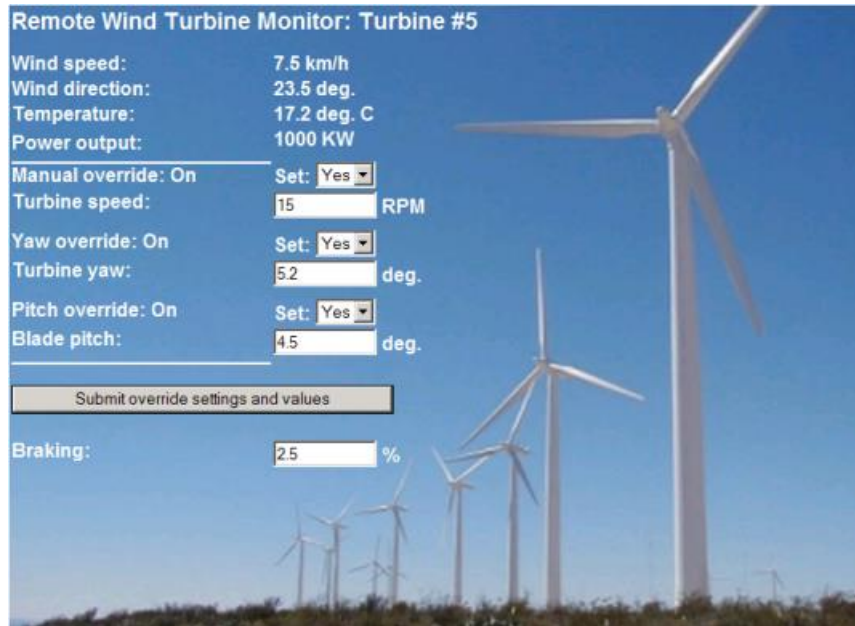 Remote Wind Turbine Monitor: Turbine #5
Wind speed: 7.5 km/h
Wind direction: 23.5 deg.
Temperature: 17.2 deg. C
Power output: 1000 KW
Manual override: On Set: Yes
Turbine speed: 15 RPM
Yaw override: On Set: Yes
Turbine yaw: 5.2 deg.
Pitch override: On Set: Yes
Blade pitch: 4.5 deg.
Submit override settings and values
Braking: 2.5 %